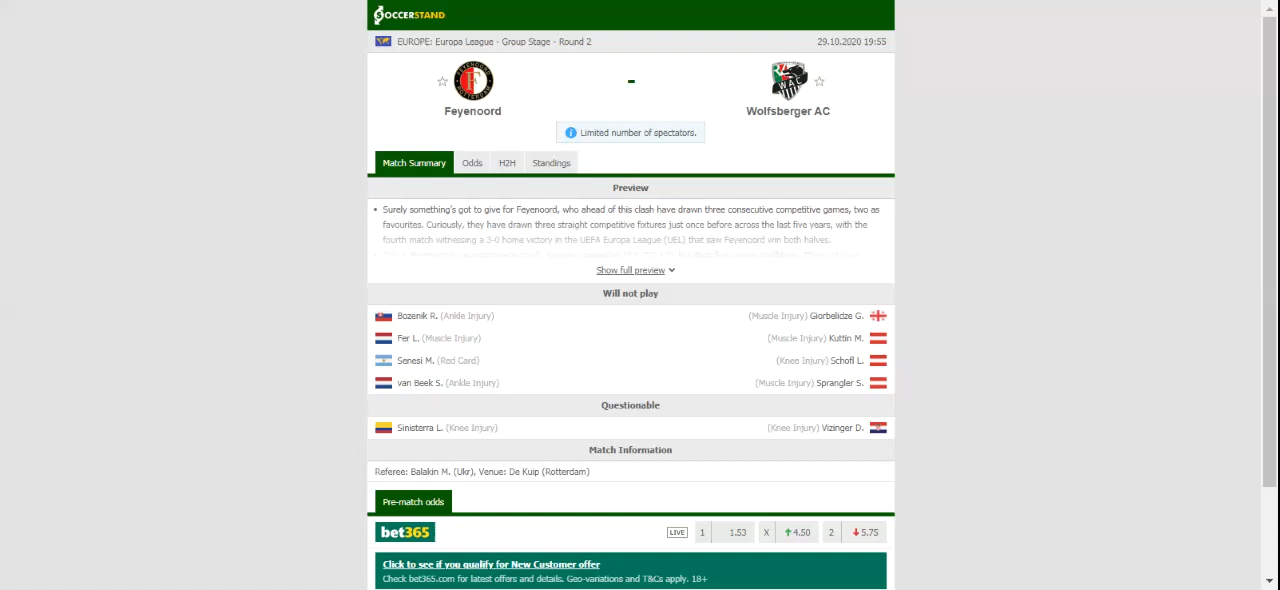 SOCCERSTAND
EUROPE: Europa League - Group Stage - Round 2 29.10.2020 19:55
Feyenoord - Wolfsberger AC
Limited number of spectators.
Match Summary Odds H2H Standings
Preview
• Surely something's got to give for Feyenoord, who ahead of this clash have drawn three consecutive competitive games, two as
favourites. Curiously, they have drawn three straight competitive fixtures just once before across the last five years, with the
fourth match witnessing a 3-0 home victory in the UEFA Europa League (UEL) that saw Feyenoord win both halves.
Show full preview
Will not play
Bozenik R. (Ankle Injury) (Muscle Injury) Giorbelidze G.
Fer L. (Muscle Injury) (Muscle Injury) Kuttin M.
Senesi M. (Red Card) (Knee Injury) Schofl L.
van Beek S. (Ankle Injury) (Muscle Injury) Sprangler S.
Questionable
Sinisterra L. (Knee Injury) (Knee Injury) Vizinger D.
Match Information
Referee: Balakin M. (Ukr), Venue: De Kuip (Rotterdam)
Pre-match odds
bet365 LIVE 1 1.53 X 4.50 2 5.75
Click to see if you qualify for New Customer offer
Check bet365.com for latest offers and details. Geo-variations and T&Cs apply. 18+